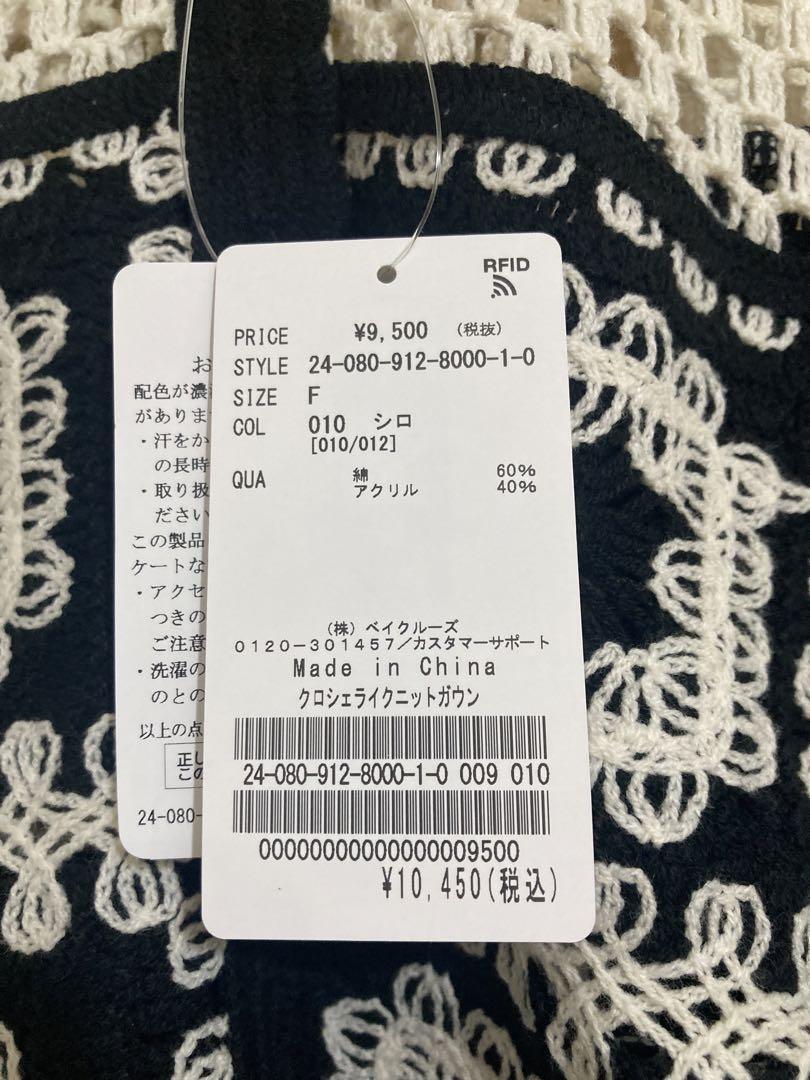 RFID
PRICE ¥9,500 (税抜)
STYLE 24-080-912-8000-1-0
SIZE F
COL 010 シロ
[010/012]
QUA 綿 60%
アクリル 40%
(株) ベイクルーズ
0120-301457/カスタマーサポート
Made in China
クロシェライクニットガウン
24-080-912-8000-1-0 009 010
00000000000000009500
¥10,450(税込)
お
配色が濃
がありま
・汗をか
の長時
・取り扱
ださい
この製品
ケートな
・アクセ
つきの
ご注意
・洗濯の
のとの
以上の点
正し
この
24-080-